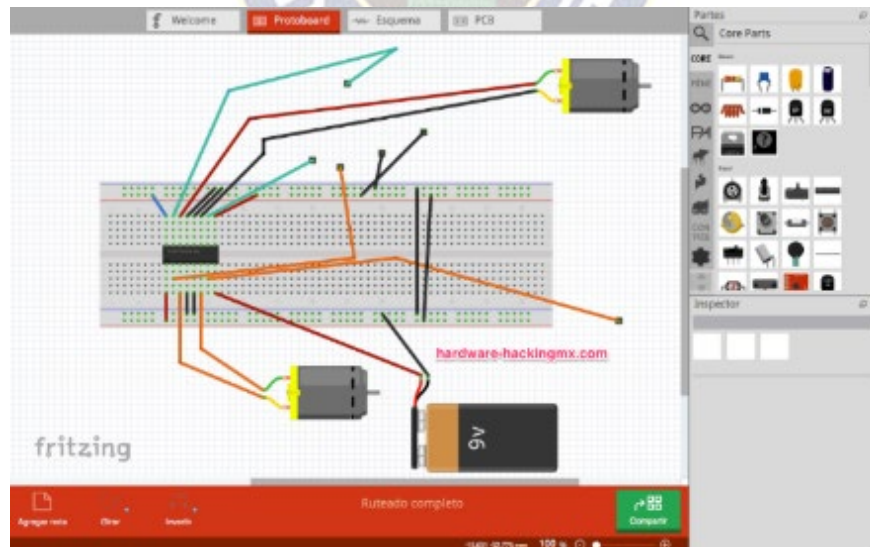 Welcome
Protoboard
Esquema
PCB
Partes
Core Parts
CORE
hardware-hackingmx.com
9V
fritzing
Inspector
Ruteado completo
Agregar nota
Girar
Invertir
Compartir
100 %